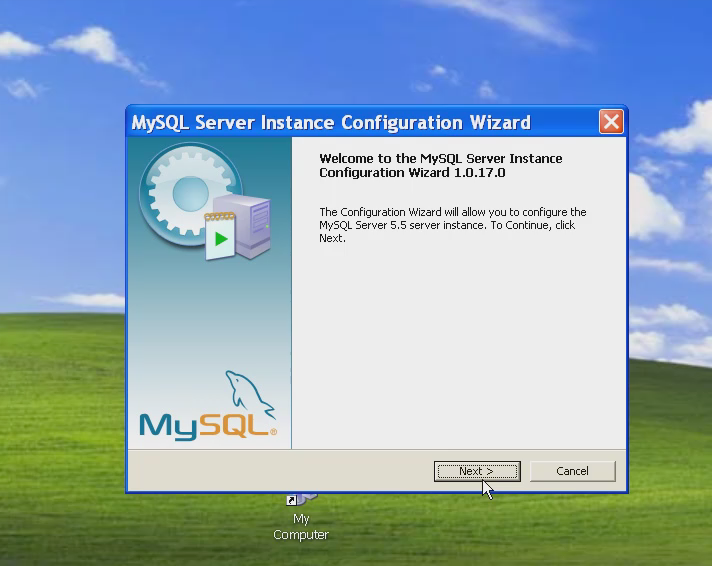 MySQL Server Instance Configuration Wizard
Welcome to the MySQL Server Instance
Configuration Wizard 1.0.17.0
The Configuration Wizard will allow you to configure the
MySQL Server 5.5 server instance. To Continue, click
Next.
MySQL®
Next >
Cancel
My
Computer